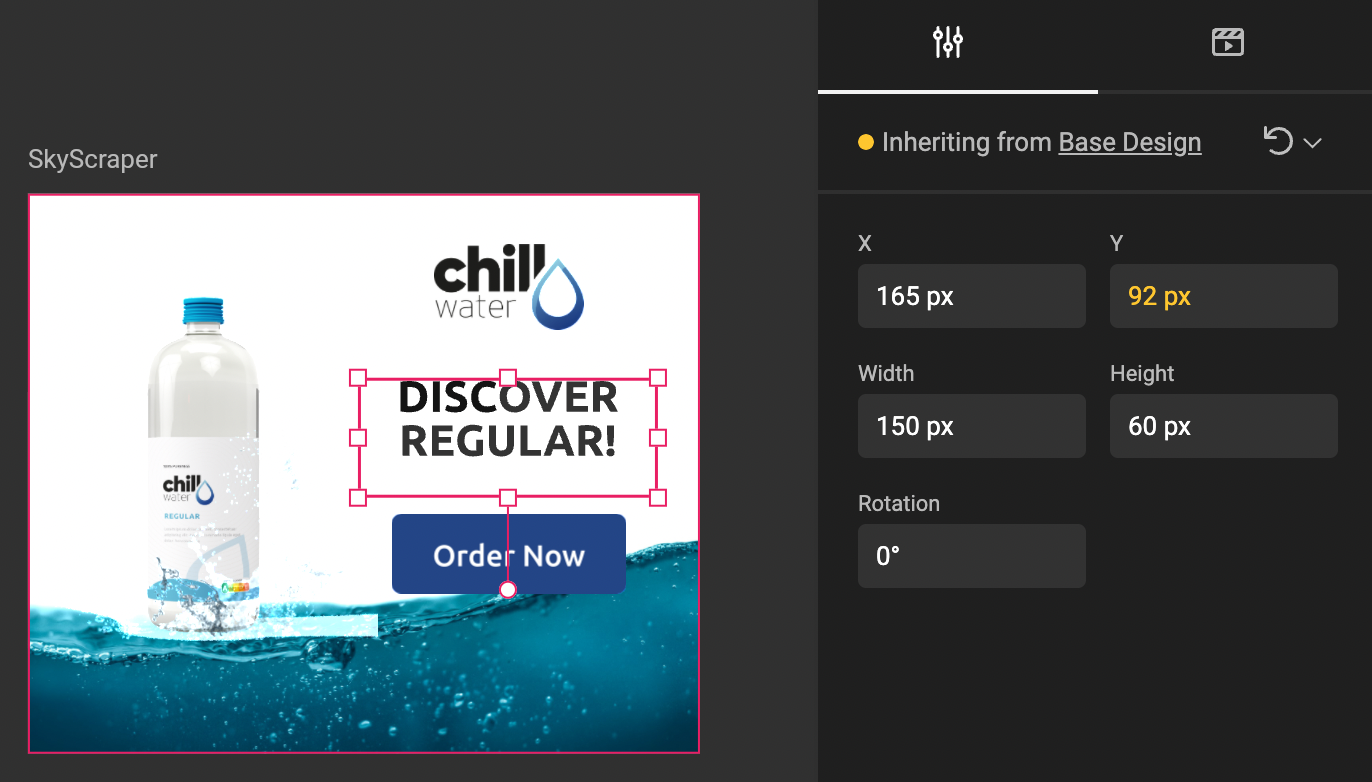 SkyScraper
chill
water
DISCOVER
REGULAR!
Order Now
chill
water
REGULAR
Inheriting from Base Design
X
Y
165 px
92 px
Width
Height
150 px
60 px
Rotation
0°